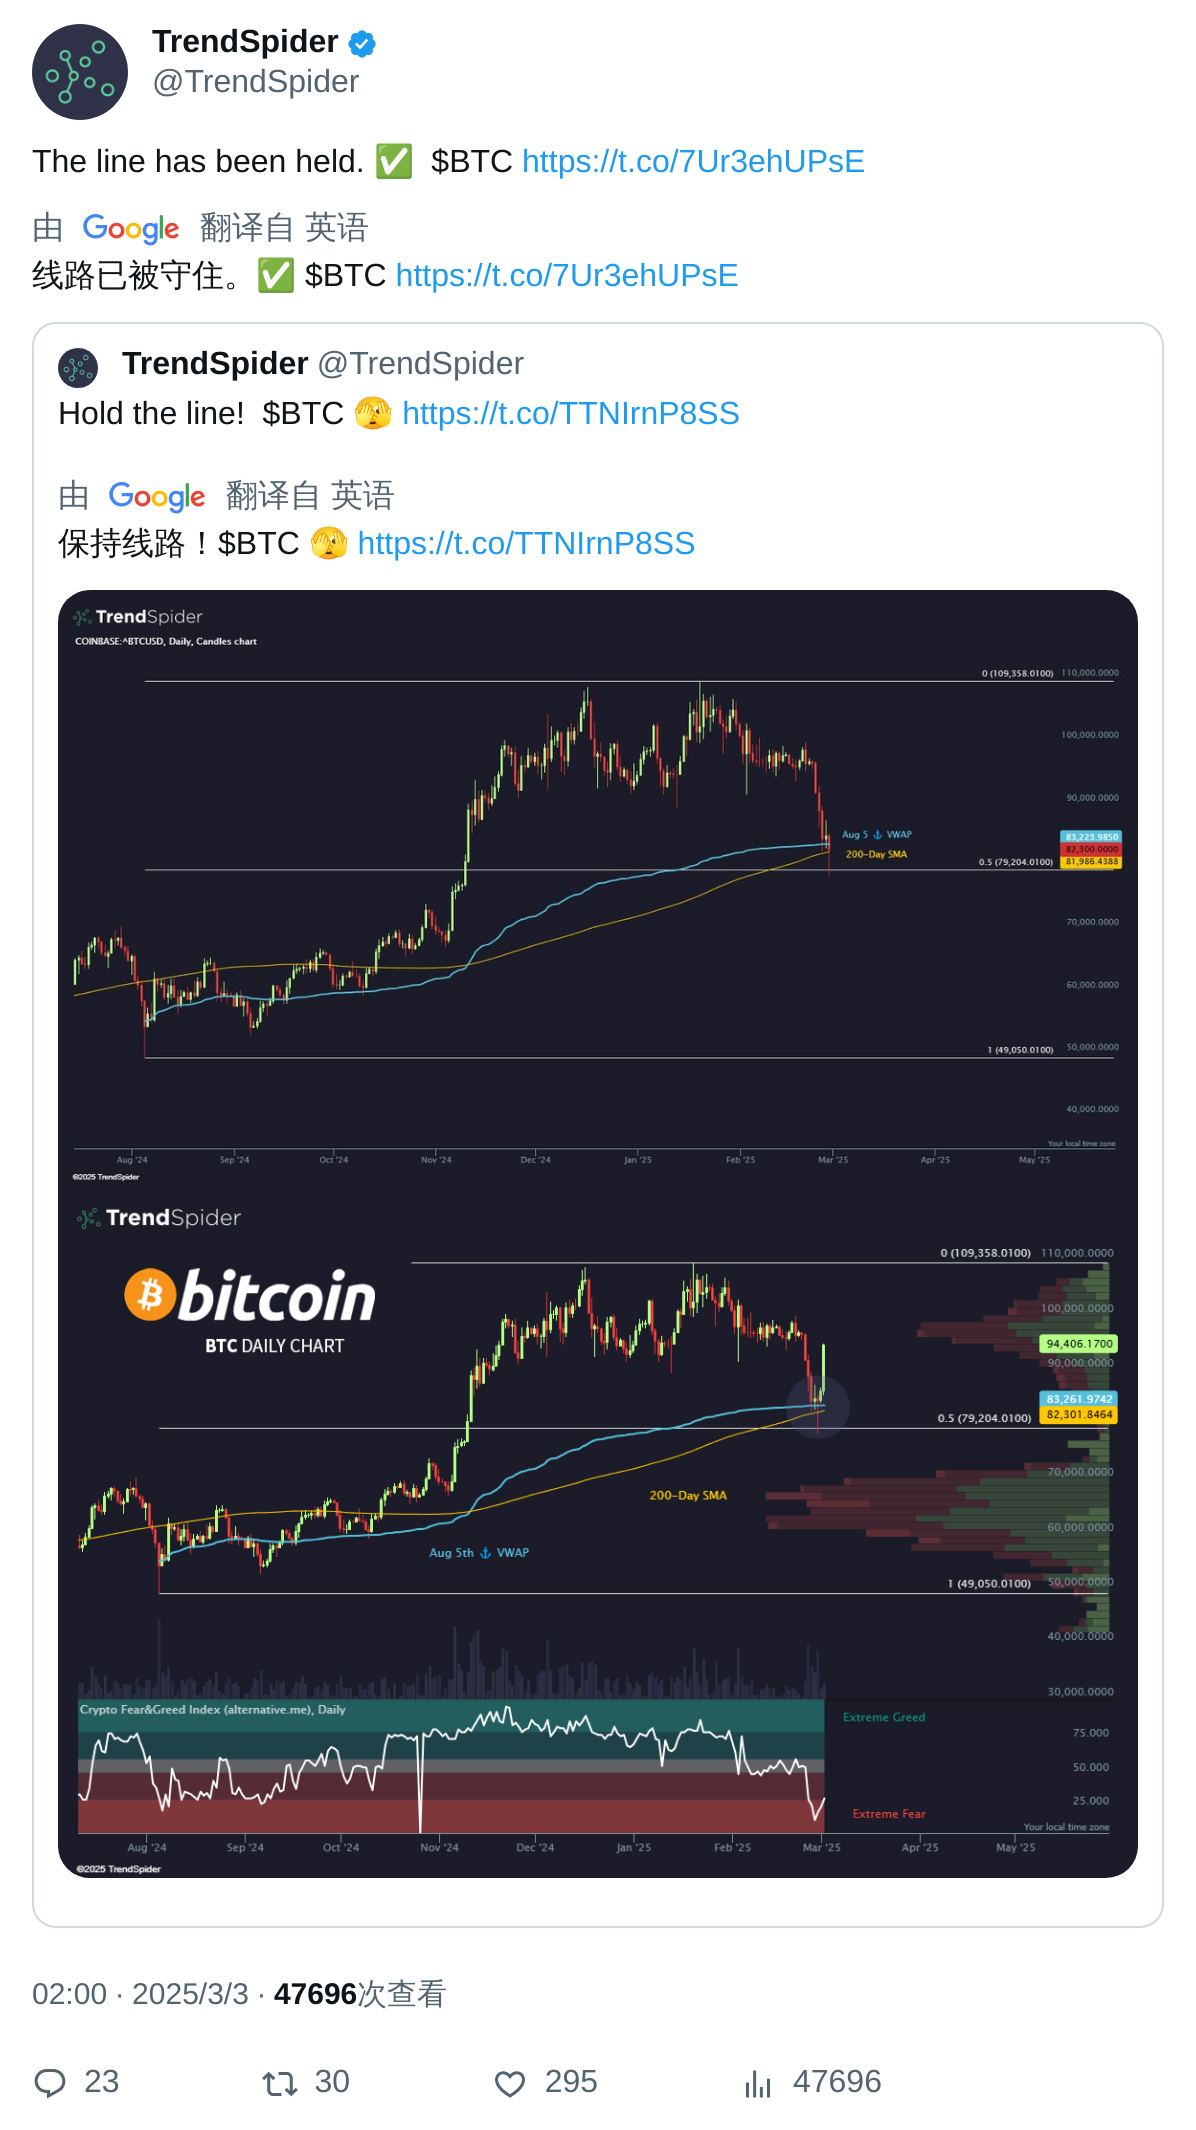 TrendSpider
@TrendSpider
The line has been held. ✅ $BTC https://t.co/7Ur3ehUPsE
由 Google 翻译自 英语
线路已被守住。✅ $BTC https://t.co/7Ur3ehUPsE
TrendSpider @TrendSpider
Hold the line! $BTC 🫣 https://t.co/TTNIrnP8SS
由 Google 翻译自 英语
保持线路！$BTC 🫣 https://t.co/TTNIrnP8SS
TrendSpider
COINBASE:^BTCUSD, Daily, Candles chart
0 (109,358.0100) 110,000.0000
100,000.0000
90,000.0000
Aug 5 ⚓ VWAP 83,223.9850
200-Day SMA 82,300.0000
0.5 (79,204.0100) 81,986.4388
70,000.0000
60,000.0000
1 (49,050.0100) 50,000.0000
40,000.0000
Your local time zone
Aug '24 Sep '24 Oct '24 Nov '24 Dec '24 Jan '25 Feb '25 Mar '25 Apr '25 May '25
©2025 TrendSpider
TrendSpider
0 (109,358.0100) 110,000.0000
bitcoin
100,000.0000
BTC DAILY CHART
94,406.1700
90,000.0000
83,261.9742
0.5 (79,204.0100) 82,301.8464
70,000.0000
200-Day SMA
60,000.0000
Aug 5th ⚓ VWAP
1 (49,050.0100) 50,000.0000
40,000.0000
30,000.0000
Crypto Fear&Greed Index (alternative.me), Daily
Extreme Greed
75.000
50.000
25.000
Extreme Fear
Your local time zone
Aug '24 Sep '24 Oct '24 Nov '24 Dec '24 Jan '25 Feb '25 Mar '25 Apr '25 May '25
©2025 TrendSpider
02:00 · 2025/3/3 · 47696次查看
23 30 295 47696